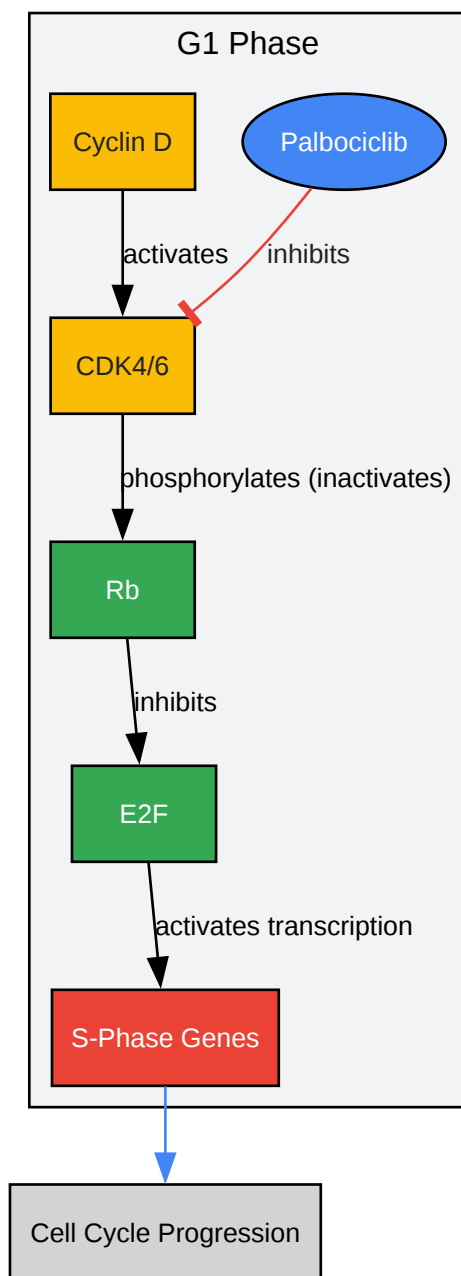 G1 Phase
Cyclin D
Palbociclib
activates
inhibits
CDK4/6
phosphorylates (inactivates)
Rb
inhibits
E2F
activates transcription
S-Phase Genes
Cell Cycle Progression